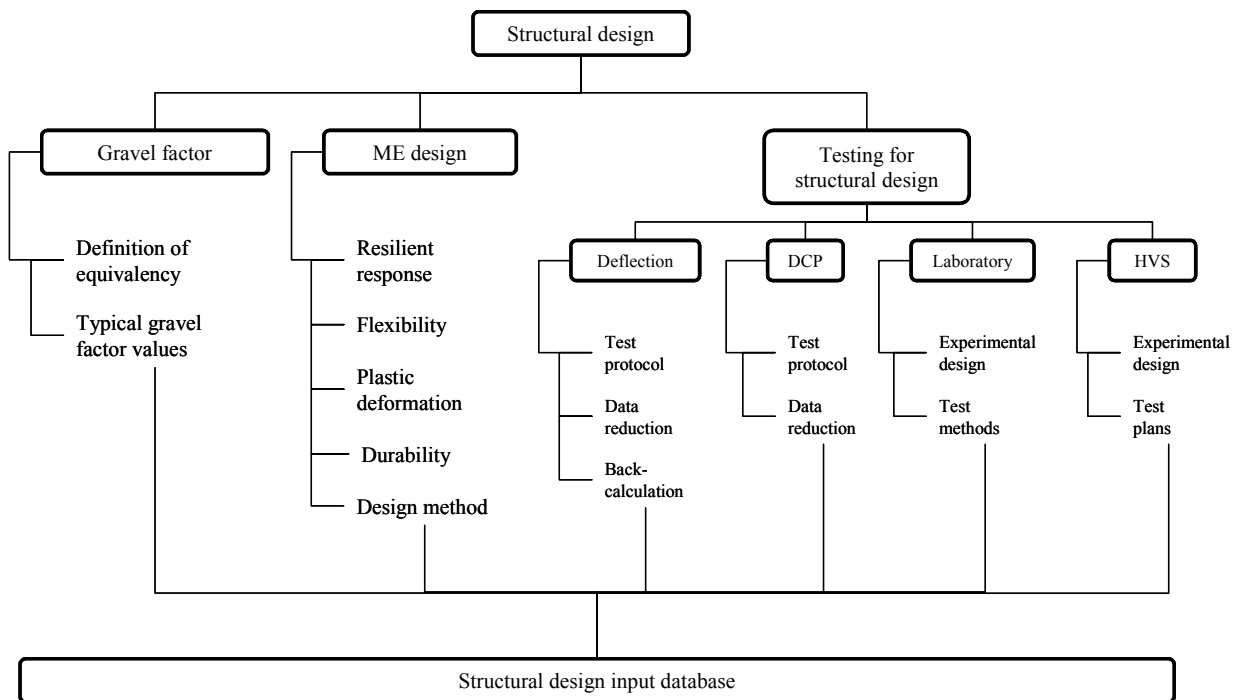 Structural design
Gravel factor
ME design
Testing for
structural design
Definition of
equivalency
Typical gravel
factor values
Resilient
response
Flexibility
Plastic
deformation
Durability
Design method
Deflection
DCP
Laboratory
HVS
Test
protocol
Data
reduction
Back-
calculation
Test
protocol
Data
reduction
Experimental
design
Test
methods
Experimental
design
Test
plans
Structural design input database